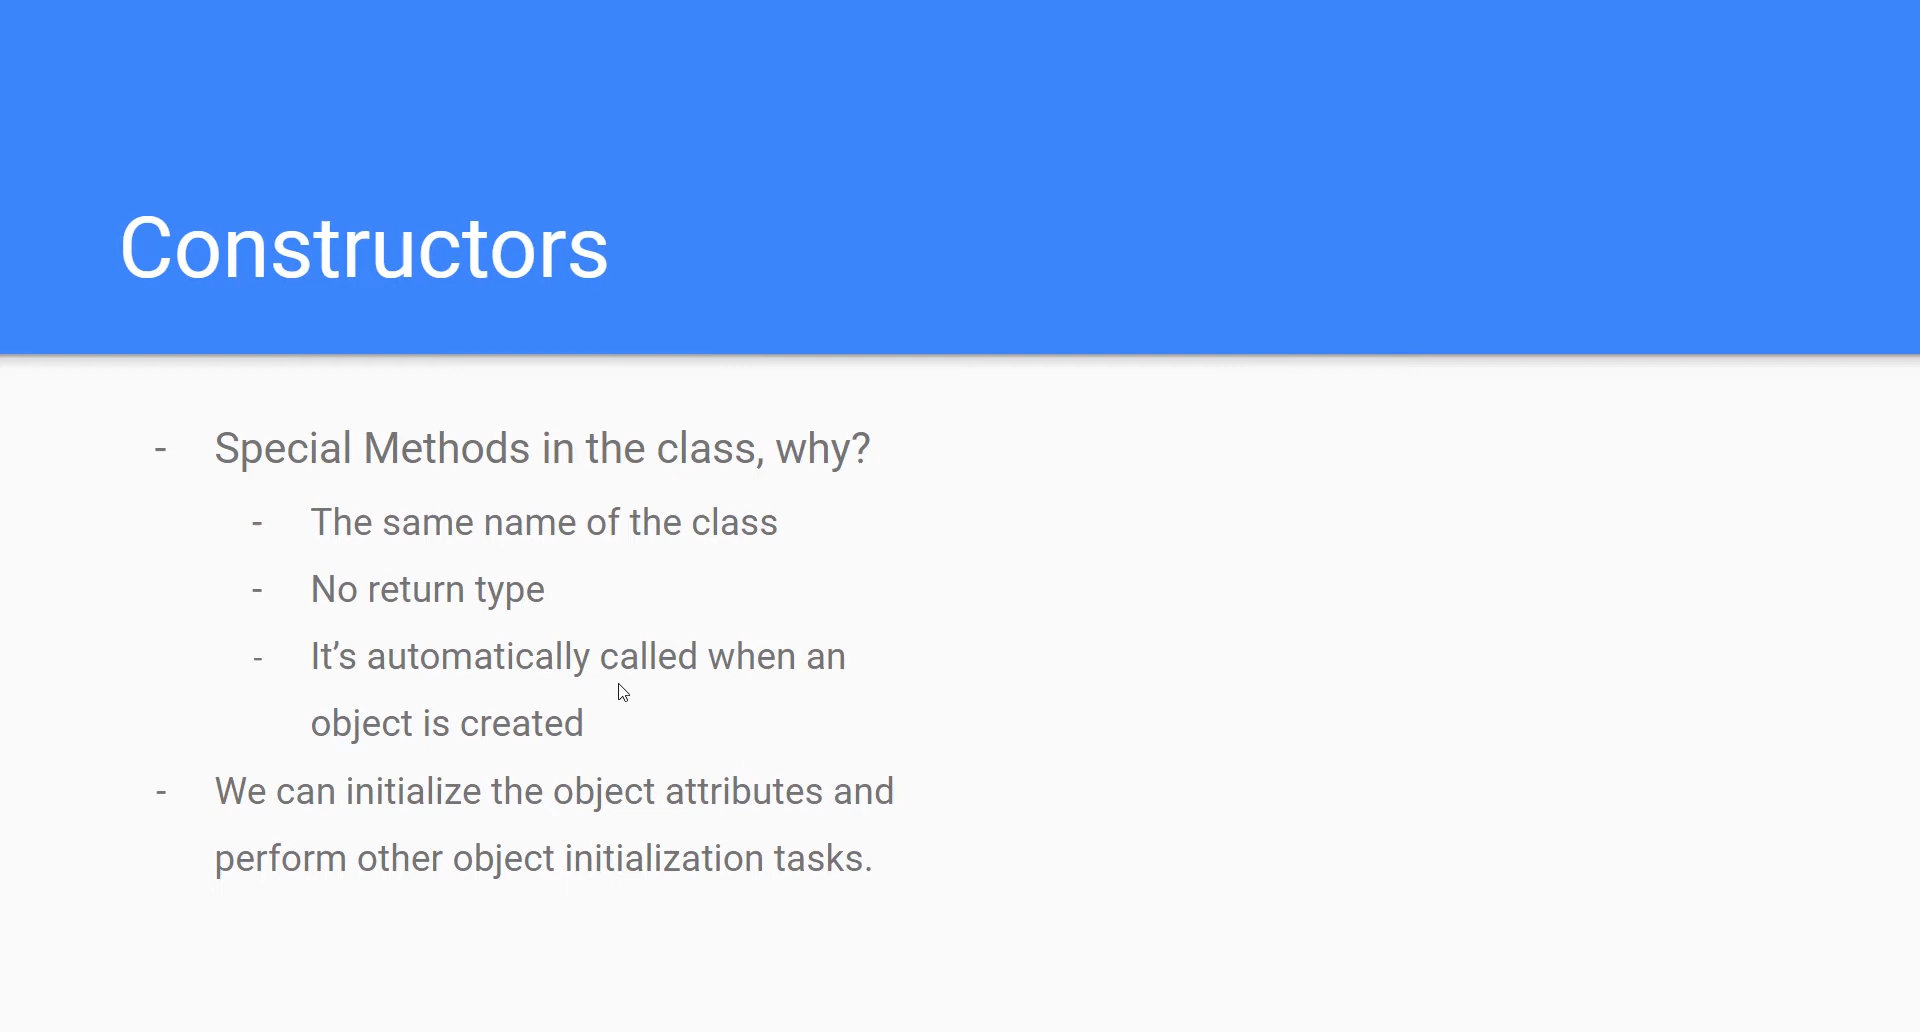 Constructors
- Special Methods in the class, why?
- The same name of the class
- No return type
- It’s automatically called when an
object is created
- We can initialize the object attributes and
perform other object initialization tasks.